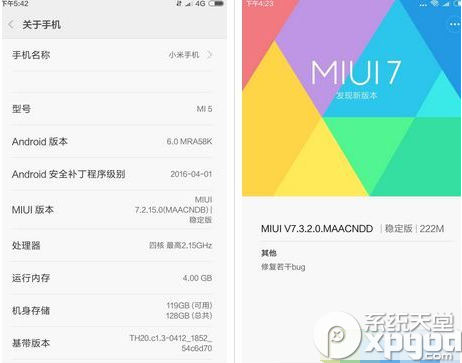 下午5:42
4G
关于手机
手机名称
小米手机
型号
MI 5
Android 版本
6.0 MRA58K
Android 安全补丁程序级别
2016-04-01
MIUI 版本
MIUI
7.2.15.0(MAACNDB) |
稳定版
处理器
四核 最高2.15GHz
运行内存
4.00 GB
机身存储
119GB (可用)
128GB (总共)
基带版本
TH20.c1.3-0412_1852_
54c6d70
下午4:23
MIUI 7
发现新版本
MIUI V7.3.2.0.MAACNDD | 稳定版 | 222M
其他
修复若干bug
系统天堂